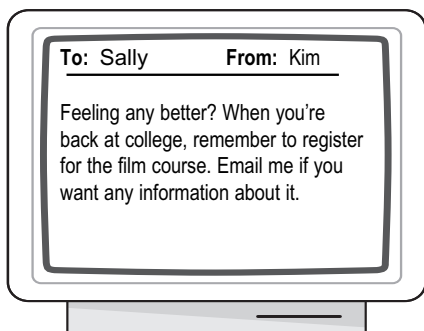 To: Sally From: Kim
Feeling any better? When you're
back at college, remember to register
for the film course. Email me if you
want any information about it.